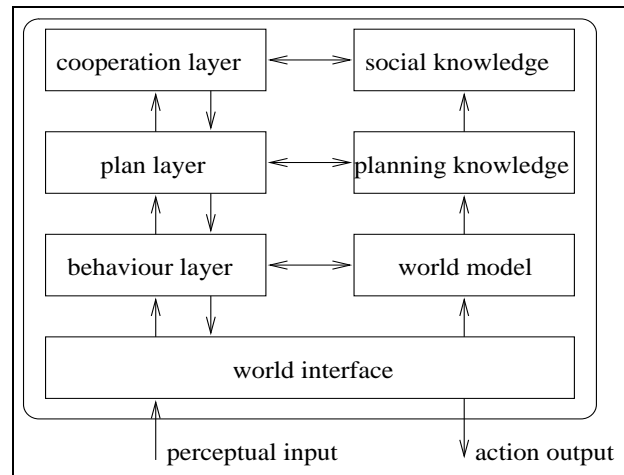 cooperation layer
social knowledge
plan layer
planning knowledge
behaviour layer
world model
world interface
perceptual input
action output